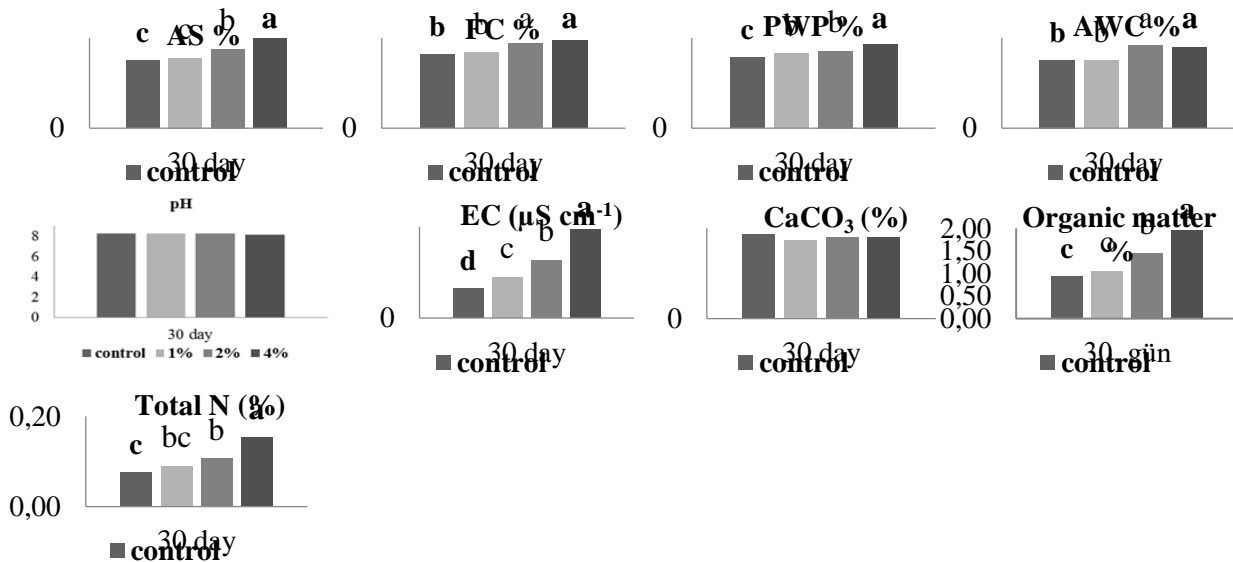 AS %
c c b a
0
30 day
control
FC %
b b a a
0
30 day
control
PWP %
c b b a
0
30 day
control
AWC %
b b a a
0
30 day
control
pH
8
6
4
2
0
30 day
control 1% 2% 4%
EC (µS cm⁻¹)
d c b a
0
30 day
control
CaCO₃ (%)
0
30 day
control
Organic matter
%
c c b a
2,00
1,50
1,00
0,50
0,00
30. gün
control
Total N (%)
c bc b a
0,20
0,00
30 day
control